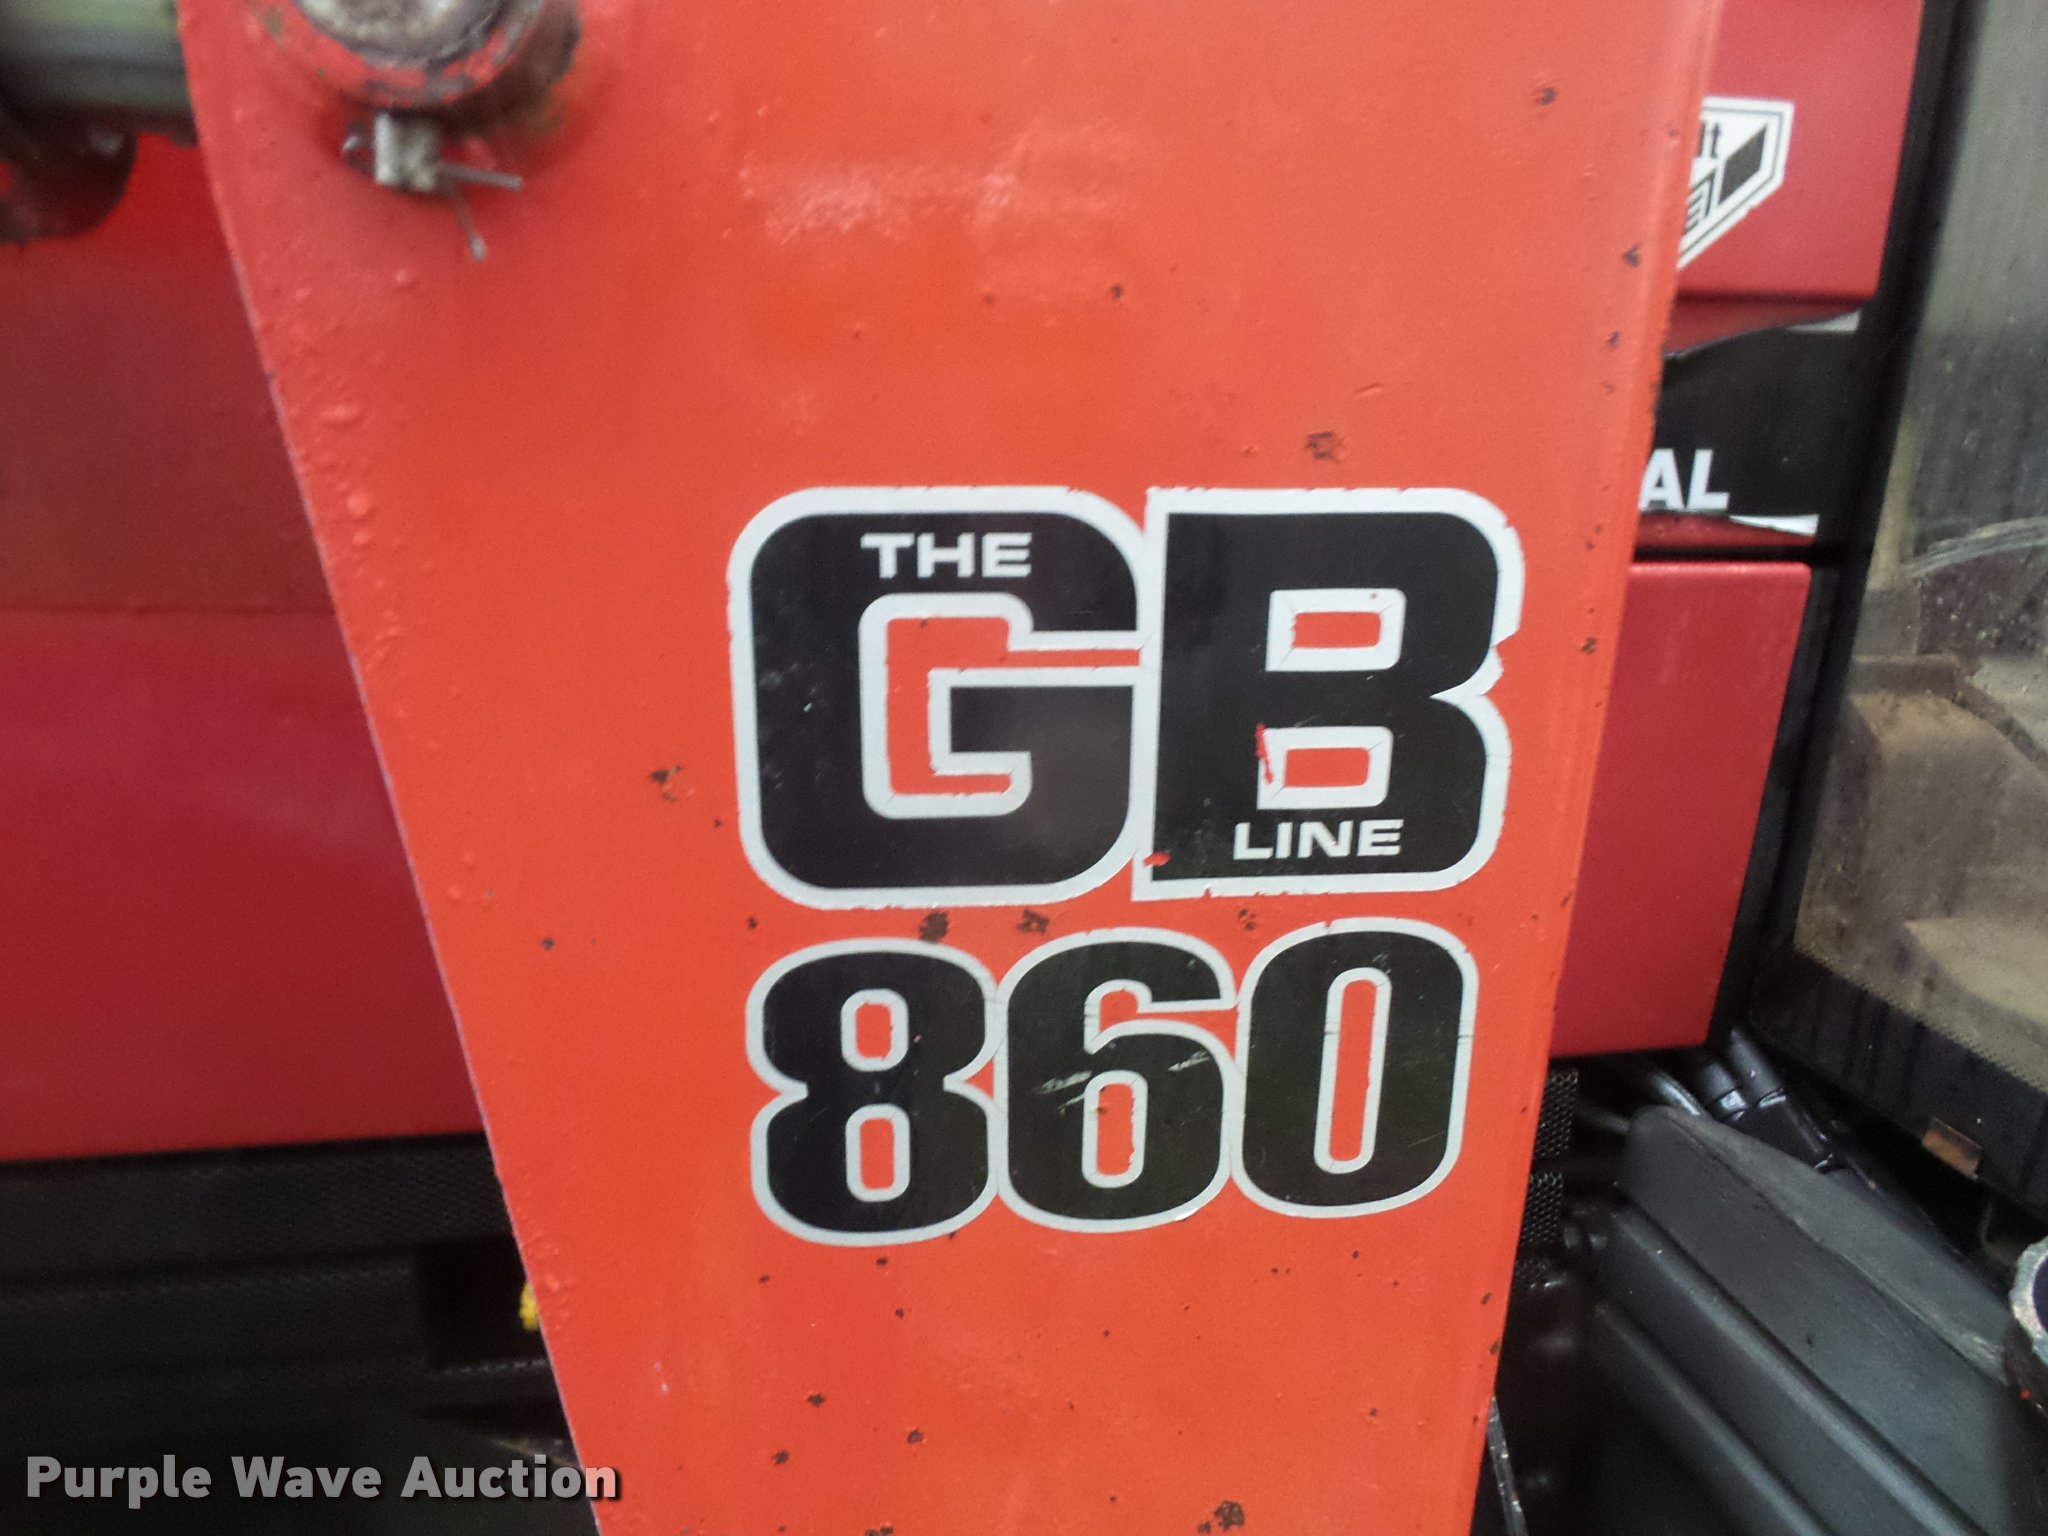 AL
THE
GB
LINE
860
Purple Wave Auction